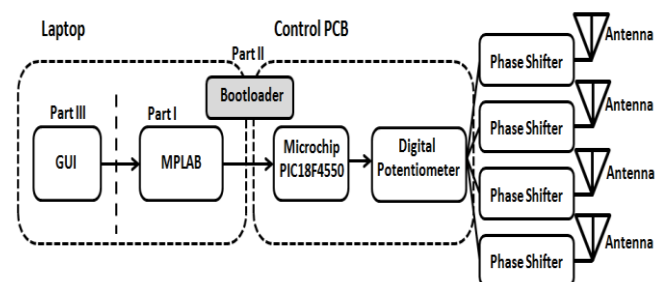 Laptop
Control PCB
Part II
Bootloader
Part III
Part I
GUI
MPLAB
Microchip
PIC18F4550
Digital
Potentiometer
Phase Shifter
Antenna
Phase Shifter
Antenna
Phase Shifter
Antenna
Phase Shifter
Antenna